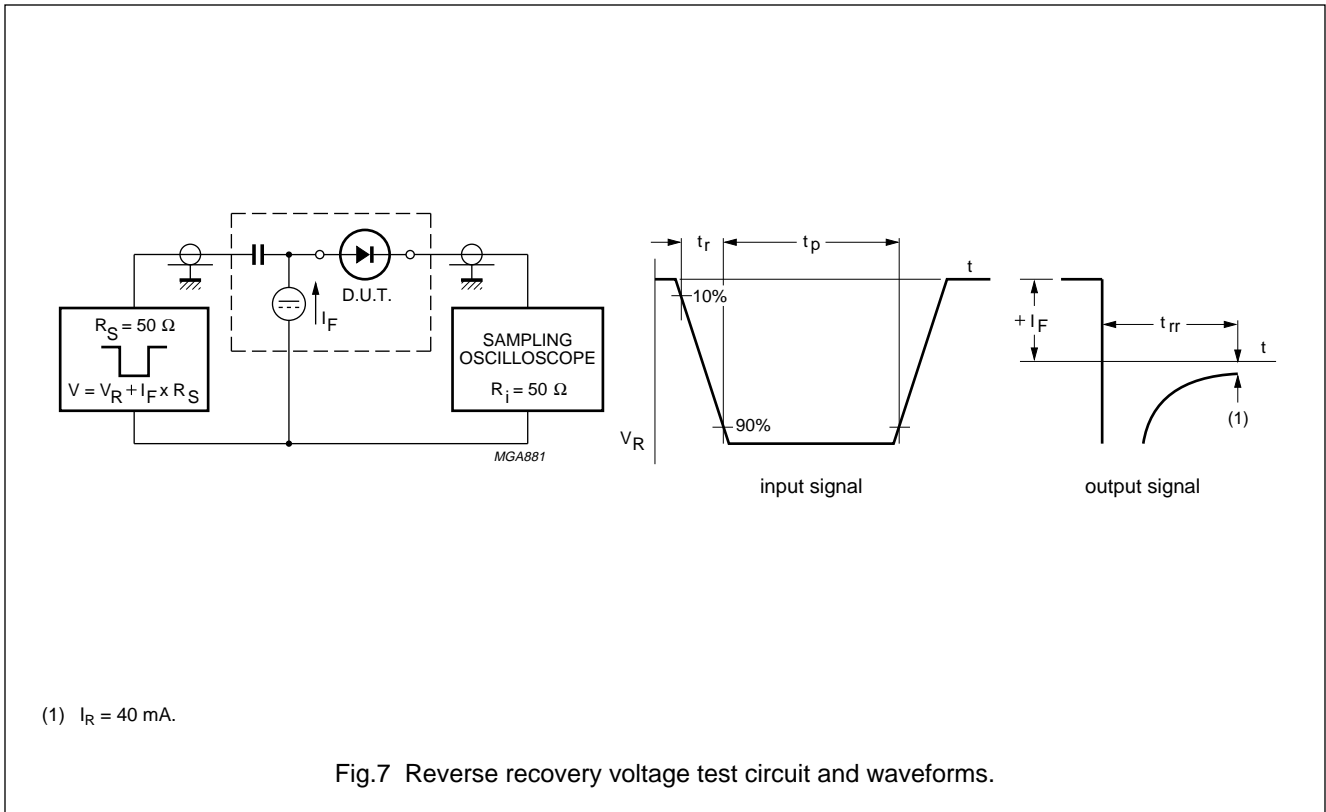 R_S = 50 Ω
V = V_R + I_F x R_S
I_F
D.U.T.
SAMPLING
OSCILLOSCOPE
R_i = 50 Ω
MGA881
t_r
t_p
t
10%
90%
V_R
input signal
+ I_F
t_rr
t
(1)
output signal
(1) I_R = 40 mA.
Fig.7 Reverse recovery voltage test circuit and waveforms.